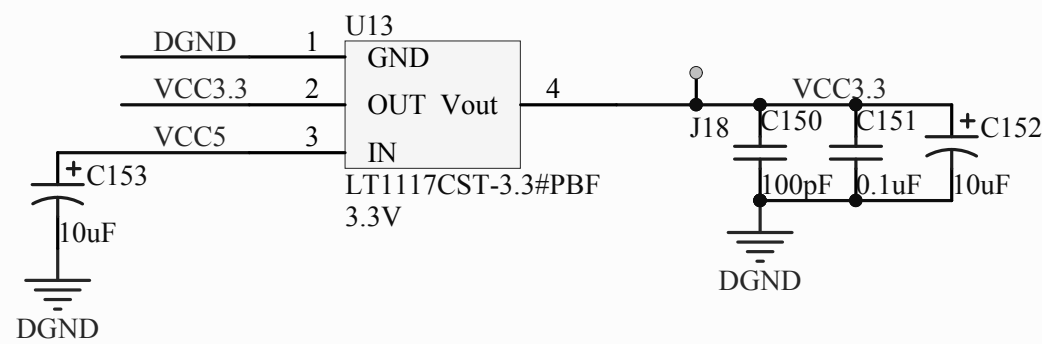 U13
DGND 1 GND
VCC3.3 2 OUT Vout 4 VCC3.3
VCC5 3 IN J18 C150 C151 + C152
+ C153 LT1117CST-3.3#PBF 100pF 0.1uF 10uF
3.3V
10uF
DGND
DGND